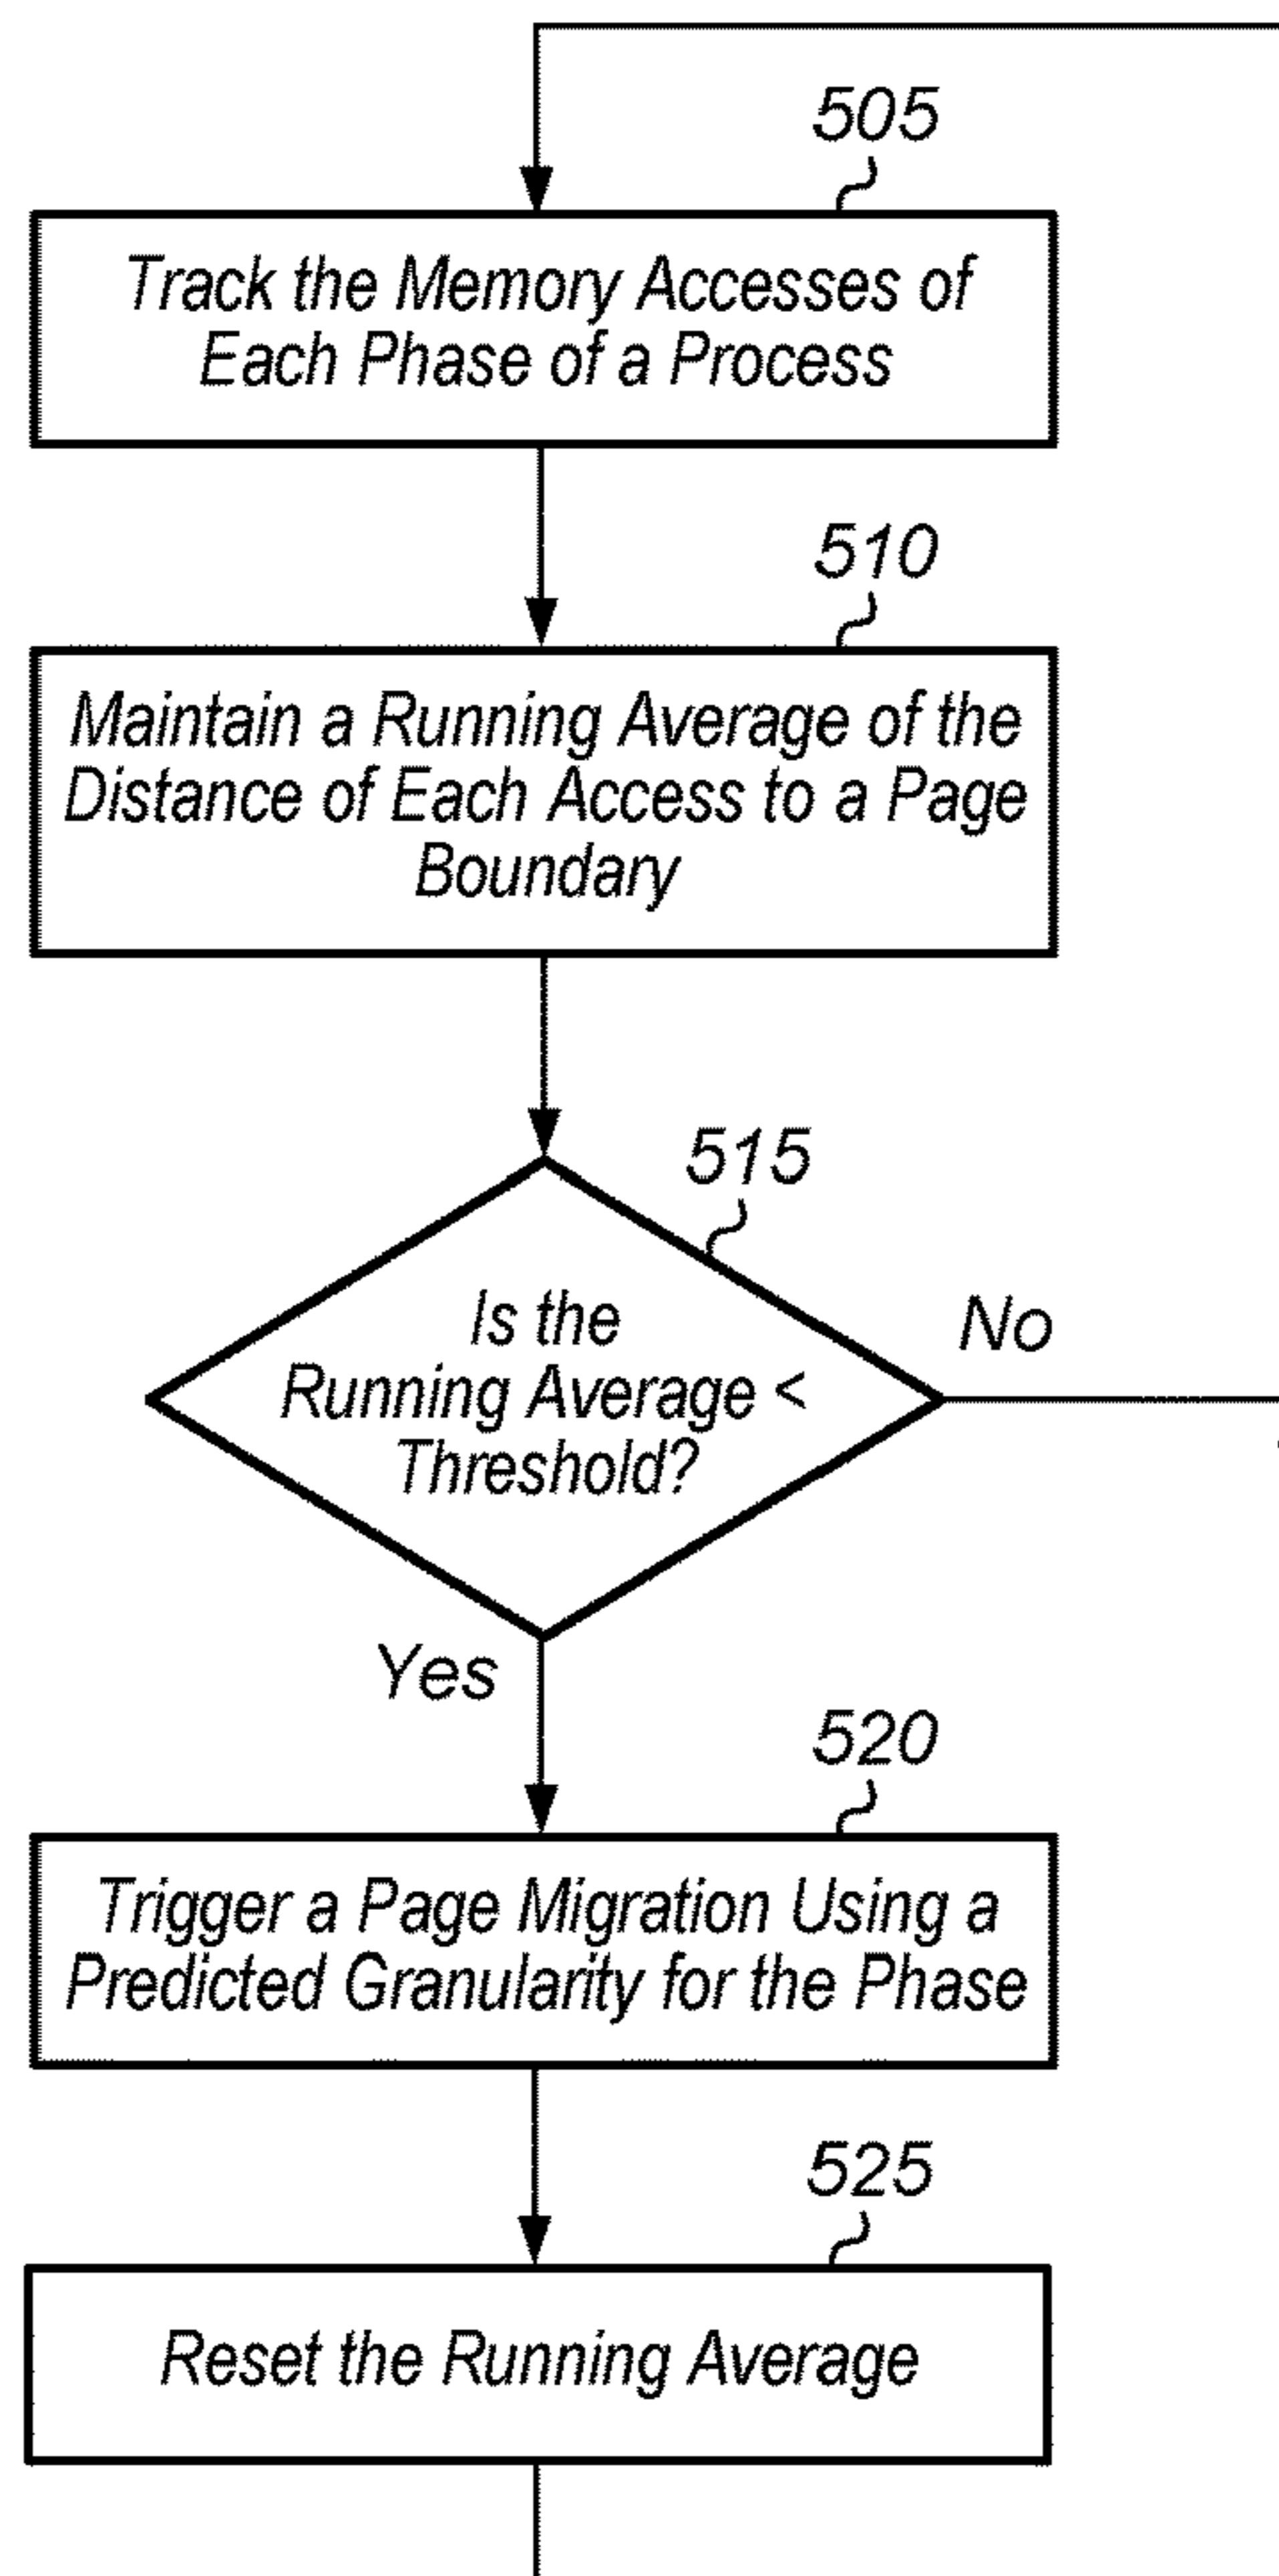 505
Track the Memory Accesses of
Each Phase of a Process
510
Maintain a Running Average of the
Distance of Each Access to a Page
Boundary
515
Is the
Running Average <
Threshold?
No
Yes
520
Trigger a Page Migration Using a
Predicted Granularity for the Phase
525
Reset the Running Average